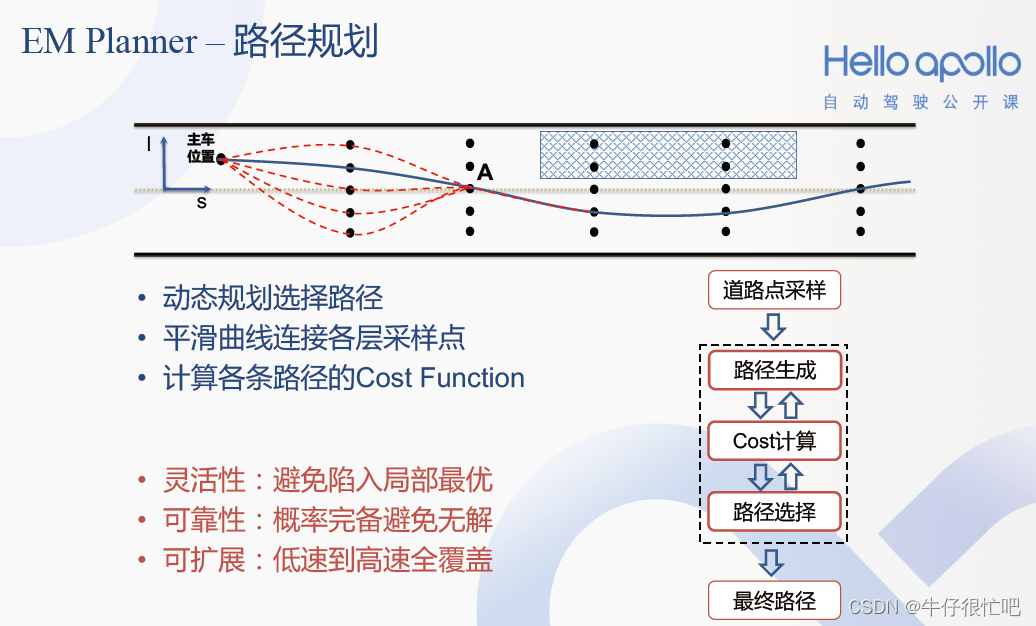 EM Planner – 路径规划
Hello apollo
自动驾驶公开课
l
主车
位置
A
s
道路点采样
• 动态规划选择路径
• 平滑曲线连接各层采样点
路径生成
• 计算各条路径的Cost Function
Cost计算
• 灵活性：避免陷入局部最优
路径选择
• 可靠性：概率完备避免无解
• 可扩展：低速到高速全覆盖
最终路径
CSDN @牛仔很忙吧